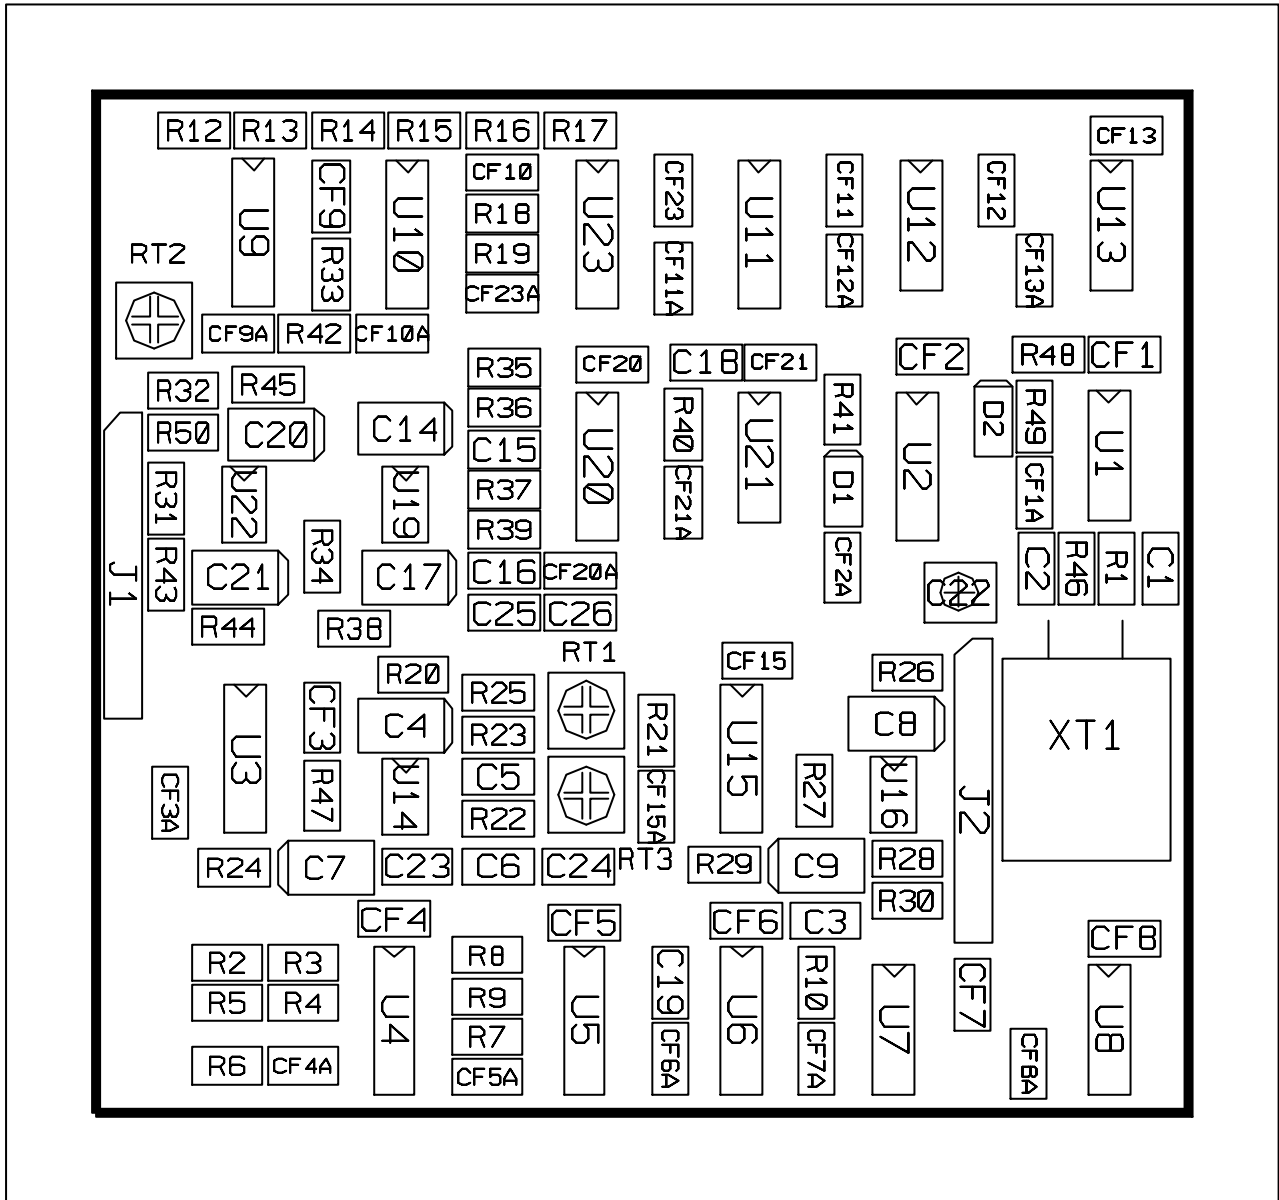 R12 R13 R14 R15 R16 R17 CF13
U9 CF9 U10 CF10 U23 CF23 U11 CF11 U12 CF12 U13
R18
RT2 R33 R19 CF11A CF12A CF13A
CF23A
CF9A R42 CF10A
R35 CF20 C18 CF21 CF2 R48 CF1
R32 R45
R50 C20 C14 R36 R40 R41 D2 R49 U1
C15 U20 U21 U2
R31 U22 U19 R37 CF21A D1 CF1A
R39
J1 R43 C21 R34 C17 C16 CF20A CF2A C22 C2 R46 R1 C1
R44 R38 C25 C26
RT1 CF15
R20 R25 R26
U3 CF3 C4 R23 R21 U15 C8 XT1
CF3A R47 U14 C5 CF15A R27 U16 J2
R22
R24 C7 C23 C6 C24 RT3 R29 C9 R28
R30
CF4 CF5 CF6 C3 CF8
R2 R3 U4 R8 U5 C19 U6 R10 U7 CF7 U8
R5 R4 R9
R7
R6 CF4A CF5A CF6A CF7A CF8A